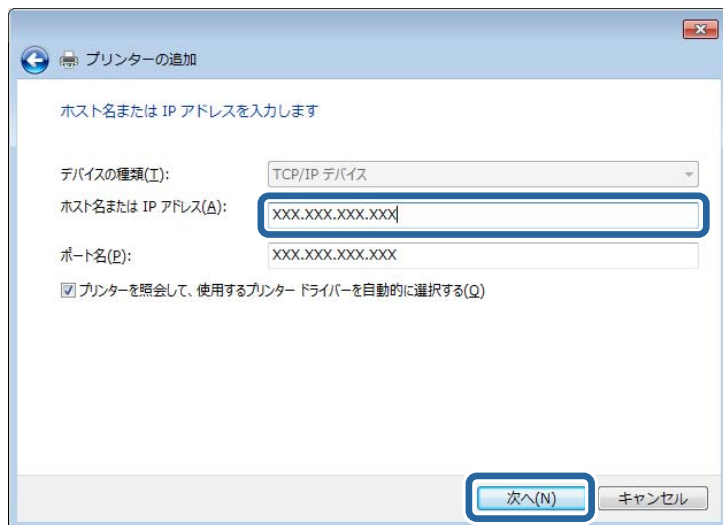 プリンターの追加
ホスト名または IP アドレスを入力します
デバイスの種類(T): TCP/IP デバイス
ホスト名または IP アドレス(A): XXX.XXX.XXX.XXX
ポート名(P): XXX.XXX.XXX.XXX
プリンターを照会して、使用するプリンター ドライバーを自動的に選択する(Q)
次へ(N) キャンセル